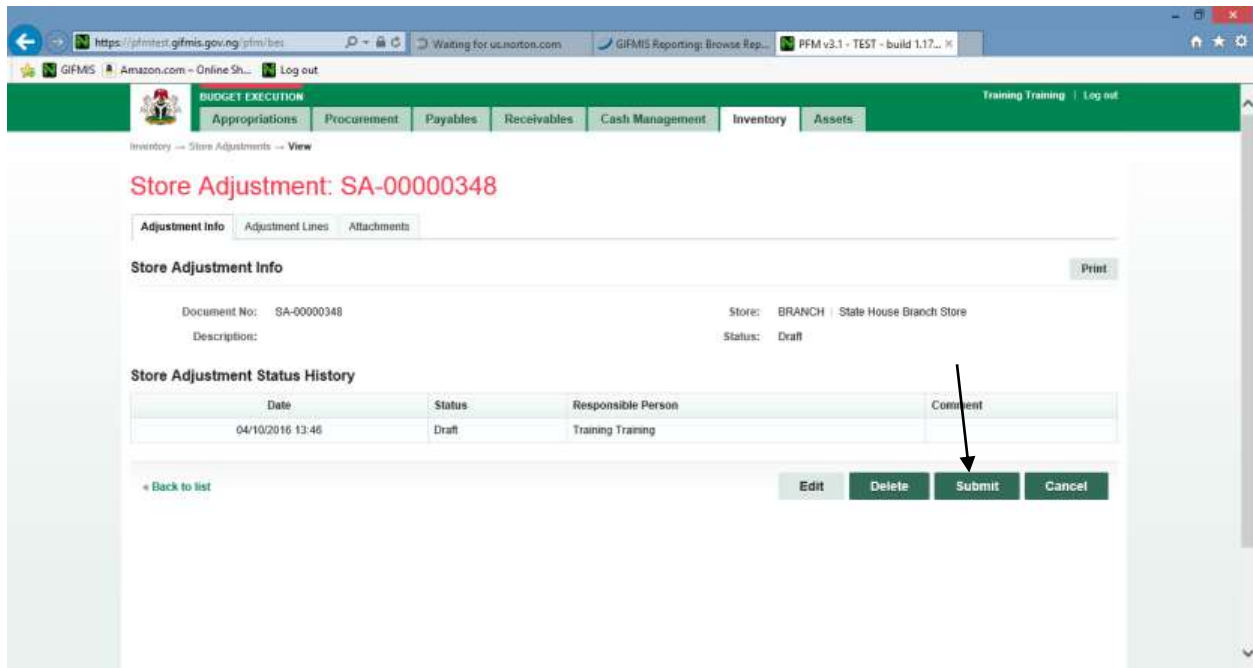 https://pfmtest.gifmis.gov.ng/pfm/bes
Waiting for us.norton.com
GIFMIS Reporting: Browse Rep...
PFM v3.1 - TEST - build 1.17...
GIFMIS
Amazon.com – Online Sh...
Log out
BUDGET EXECUTION
Training Training | Log out
Appropriations Procurement Payables Receivables Cash Management Inventory Assets
Inventory → Store Adjustments → View
Store Adjustment: SA-00000348
Adjustment Info Adjustment Lines Attachments
Store Adjustment Info
Print
Document No: SA-00000348
Store: BRANCH | State House Branch Store
Description:
Status: Draft
Store Adjustment Status History
Date Status Responsible Person Comment
04/10/2016 13:46 Draft Training Training
« Back to list
Edit Delete Submit Cancel